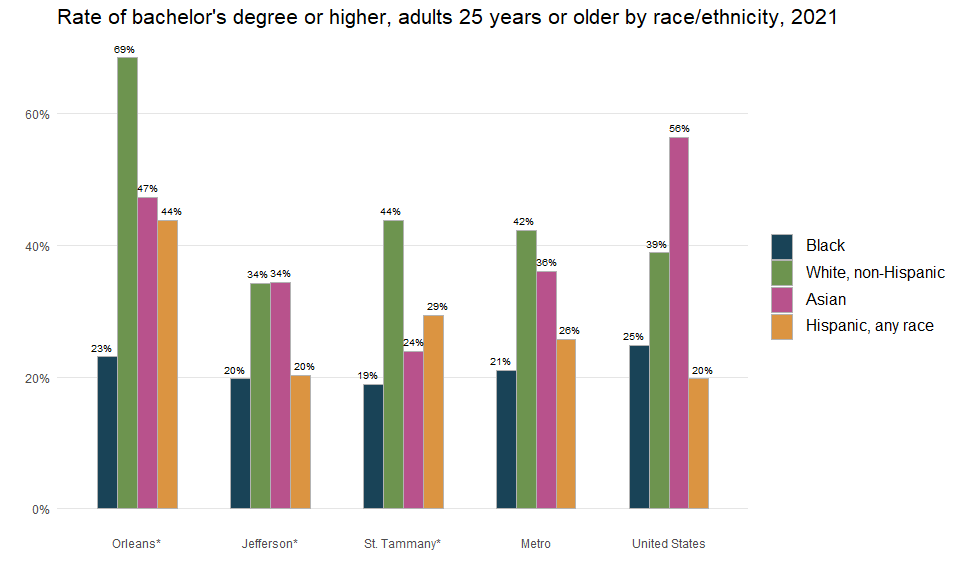 Rate of bachelor's degree or higher, adults 25 years or older by race/ethnicity, 2021
69%
60%
56%
47%
44%
44%
42%
40%
39%
36%
34% 34%
29%
26%
25%
24%
23%
21%
20%
20%
20%
20%
19%
0%
Black
White, non-Hispanic
Asian
Hispanic, any race
Orleans*
Jefferson*
St. Tammany*
Metro
United States